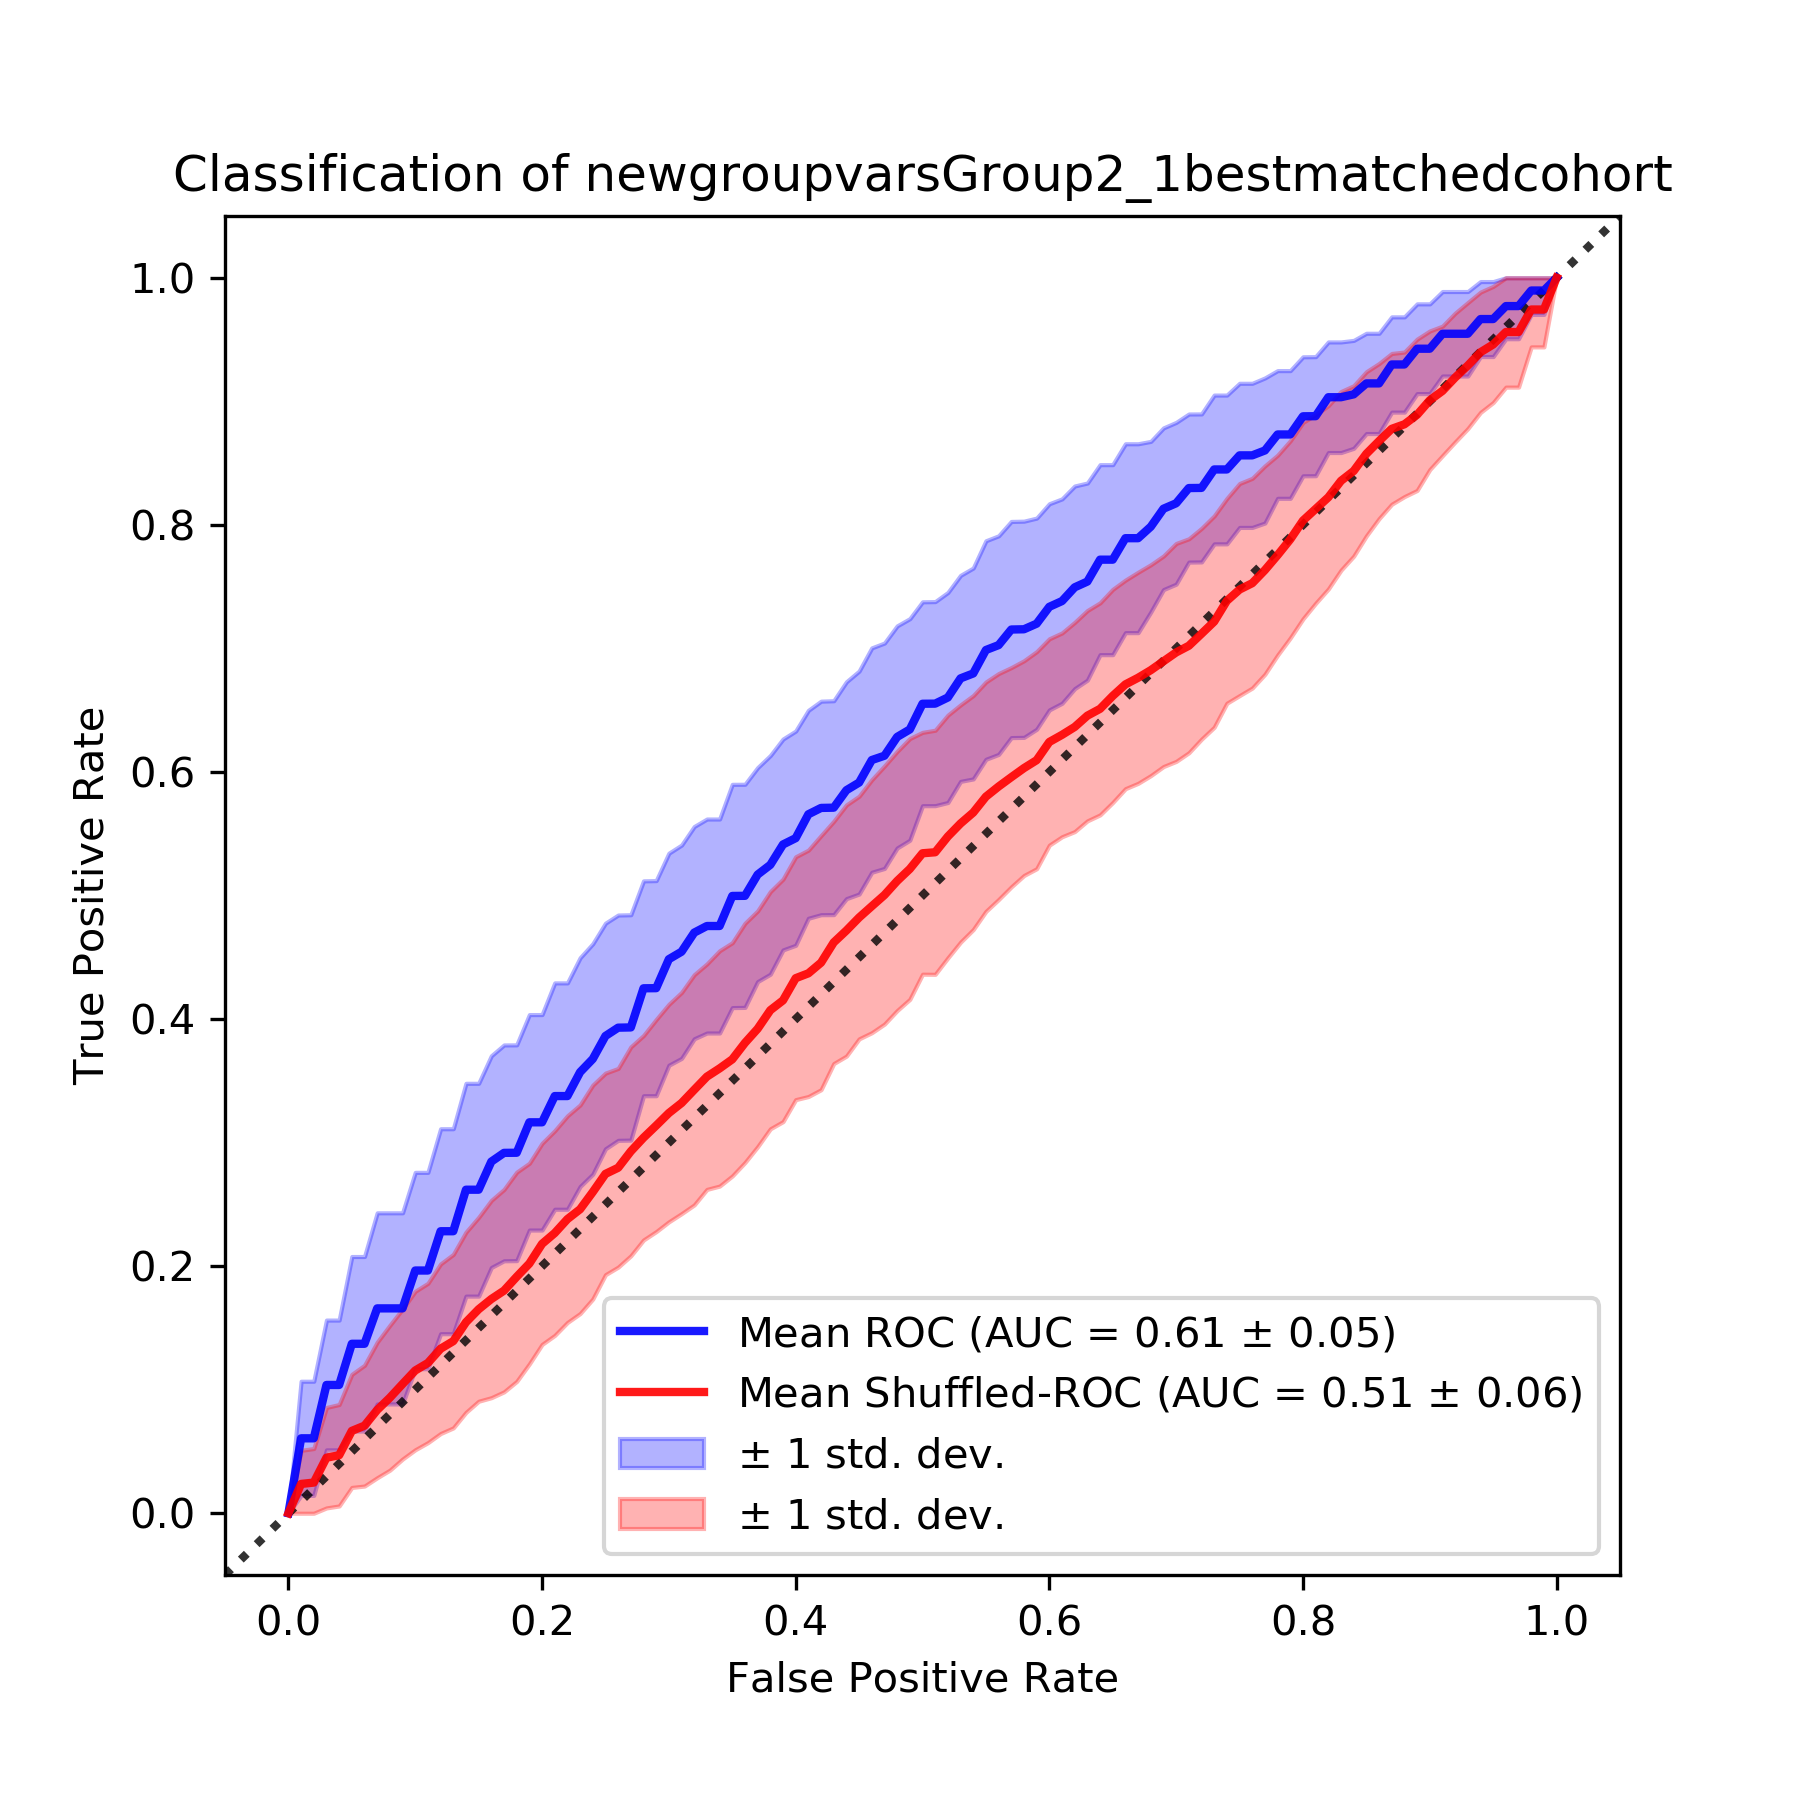 Classification of newgroupvarsGroup2_1bestmatchedcohort
1.0
0.8
0.6
0.4
0.2
0.0
True Positive Rate
Mean ROC (AUC = 0.61 ± 0.05)
Mean Shuffled-ROC (AUC = 0.51 ± 0.06)
± 1 std. dev.
± 1 std. dev.
0.0 0.2 0.4 0.6 0.8 1.0
False Positive Rate